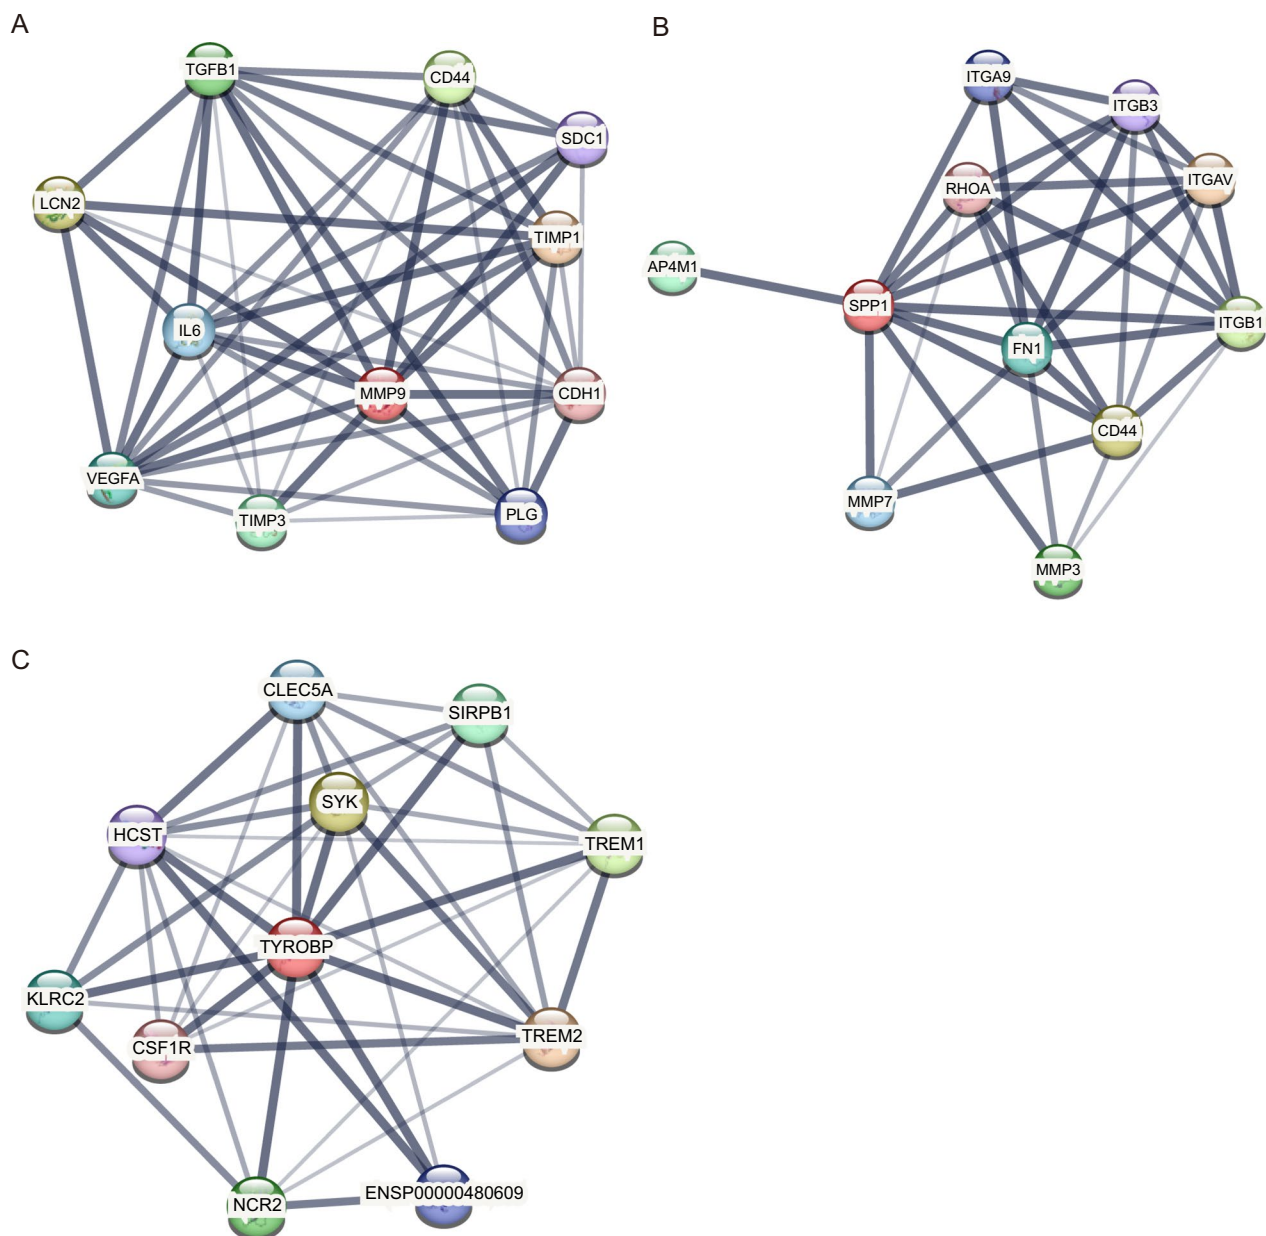 A
TGFB1
CD44
SDC1
LCN2
TIMP1
IL6
MMP9
CDH1
VEGFA
TIMP3
PLG
B
ITGA9
ITGB3
RHOA
ITGAV
AP4M1
SPP1
ITGB1
FN1
CD44
MMP7
MMP3
C
CLEC5A
SIRPB1
SYK
HCST
TREM1
TYROBP
KLRC2
CSF1R
TREM2
NCR2
ENSP00000480609